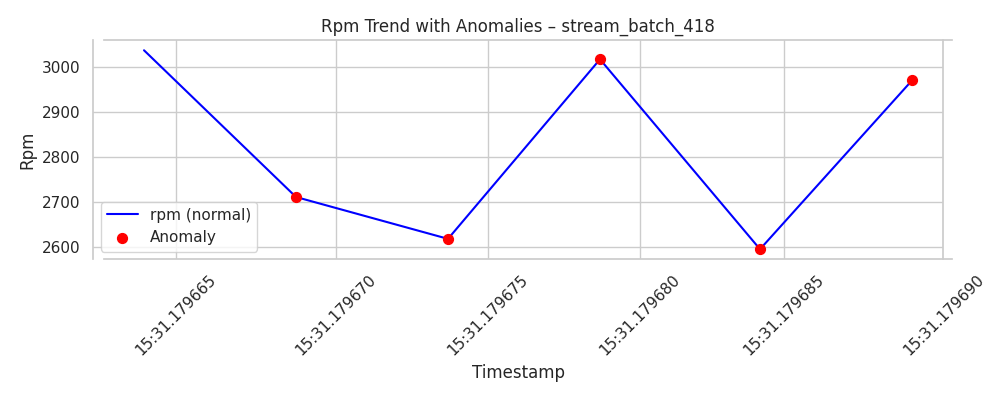 Rpm Trend with Anomalies – stream_batch_418
Rpm
3000
2900
2800
2700
2600
rpm (normal)
Anomaly
15:31.179665
15:31.179670
15:31.179675
15:31.179680
15:31.179685
15:31.179690
Timestamp